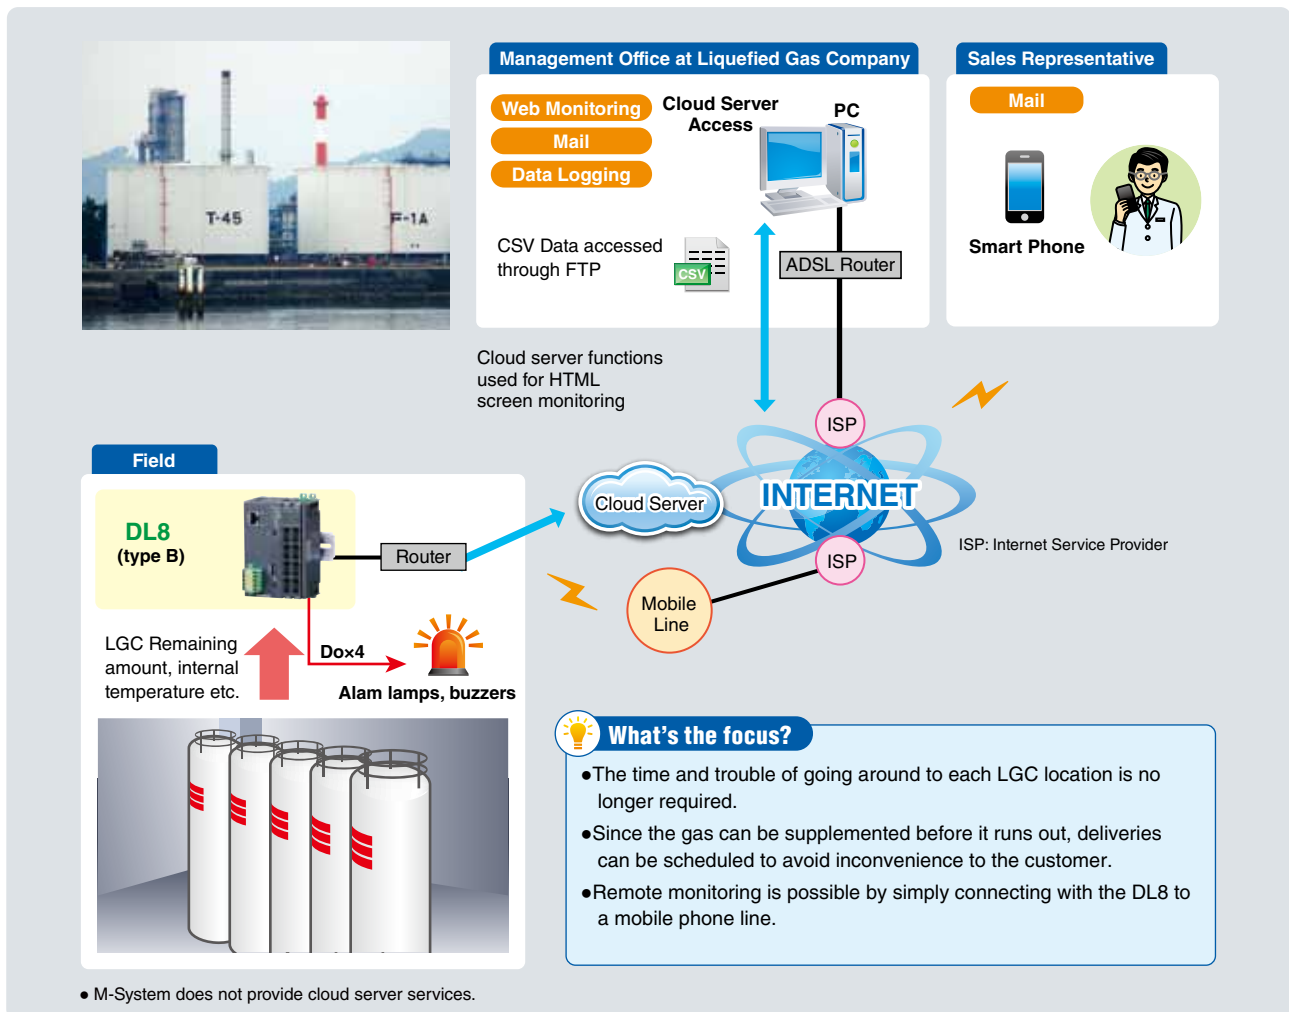 Management Office at Liquefied Gas Company
Web Monitoring
Mail
Data Logging
Cloud Server
Access
PC
CSV Data accessed
through FTP
CSV
ADSL Router
Sales Representative
Mail
Smart Phone
T-45
F-1A
Cloud server functions
used for HTML
screen monitoring
ISP
Cloud Server
INTERNET
ISP
ISP: Internet Service Provider
Mobile
Line
Field
DL8
(type B)
Router
LGC Remaining
amount, internal
temperature etc.
Do×4
Alam lamps, buzzers
What's the focus?
●The time and trouble of going around to each LGC location is no
longer required.
●Since the gas can be supplemented before it runs out, deliveries
can be scheduled to avoid inconvenience to the customer.
●Remote monitoring is possible by simply connecting with the DL8 to
a mobile phone line.
● M-System does not provide cloud server services.